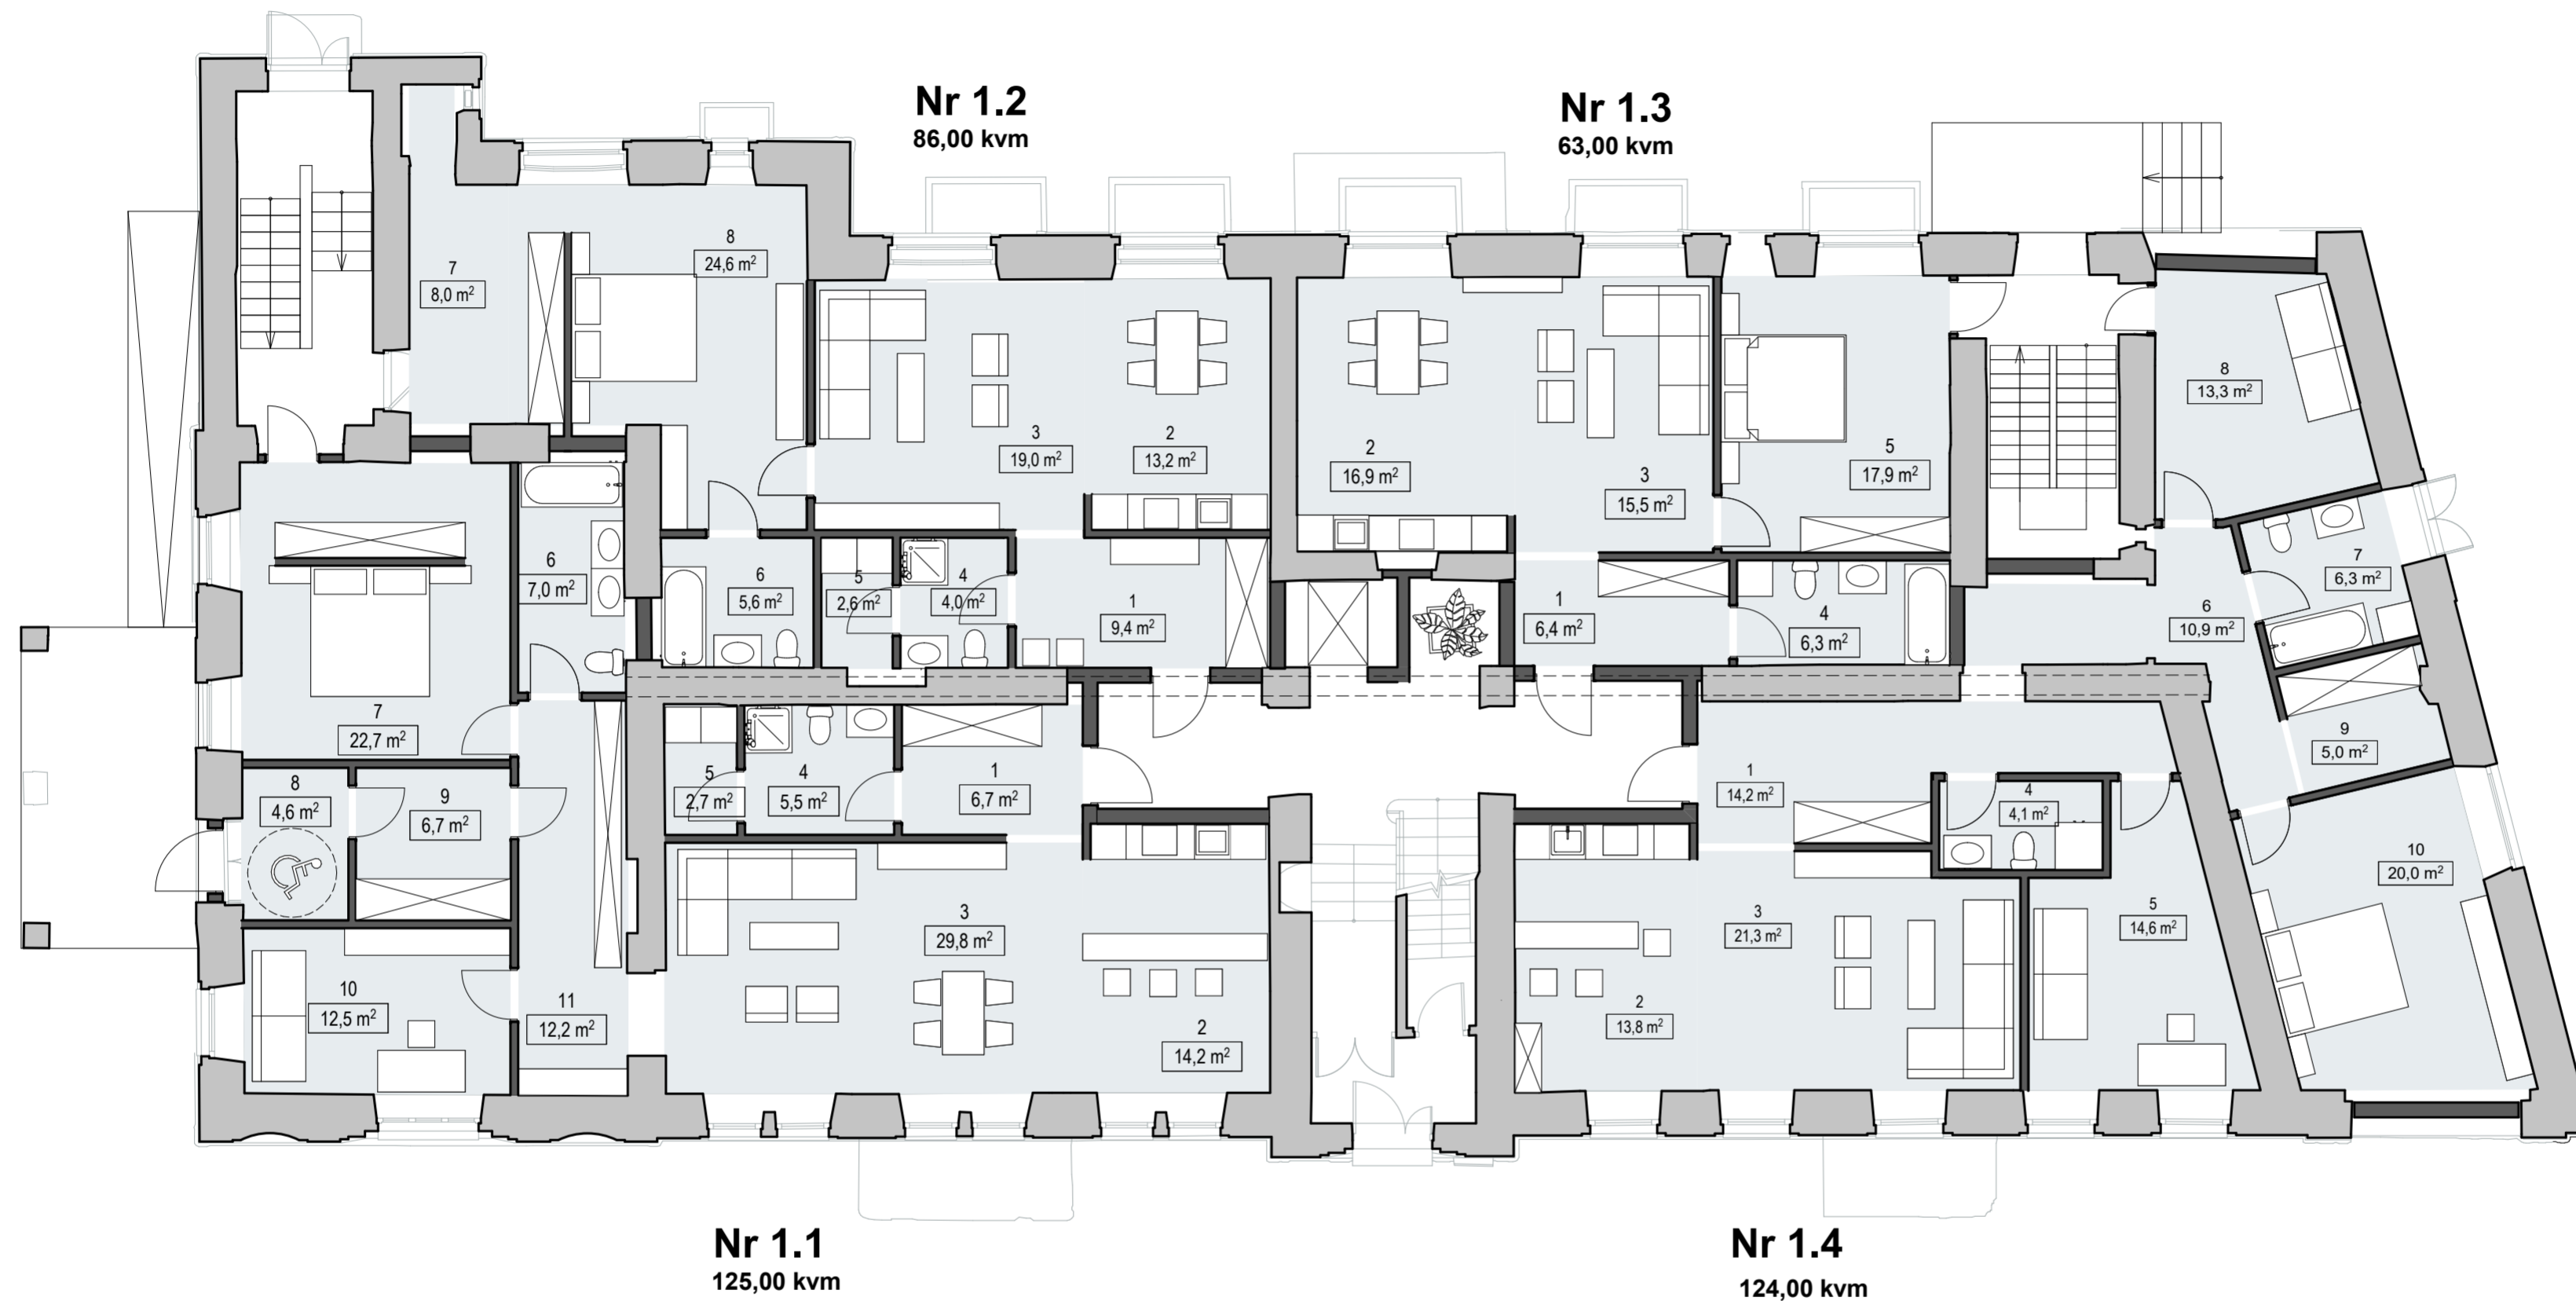 Nr 1.2
86,00 kvm
Nr 1.3
63,00 kvm
7
8,0 m²
8
24,6 m²
3
19,0 m²
2
13,2 m²
2
16,9 m²
3
15,5 m²
5
17,9 m²
8
13,3 m²
6
7,0 m²
6
5,6 m²
5
2,6 m²
4
4,0 m²
1
9,4 m²
1
6,4 m²
4
6,3 m²
6
10,9 m²
7
6,3 m²
9
5,0 m²
7
22,7 m²
8
4,6 m²
9
6,7 m²
5
2,7 m²
4
5,5 m²
1
6,7 m²
1
14,2 m²
4
4,1 m²
10
20,0 m²
10
12,5 m²
11
12,2 m²
3
29,8 m²
2
14,2 m²
2
13,8 m²
3
21,3 m²
5
14,6 m²
Nr 1.1
125,00 kvm
Nr 1.4
124,00 kvm